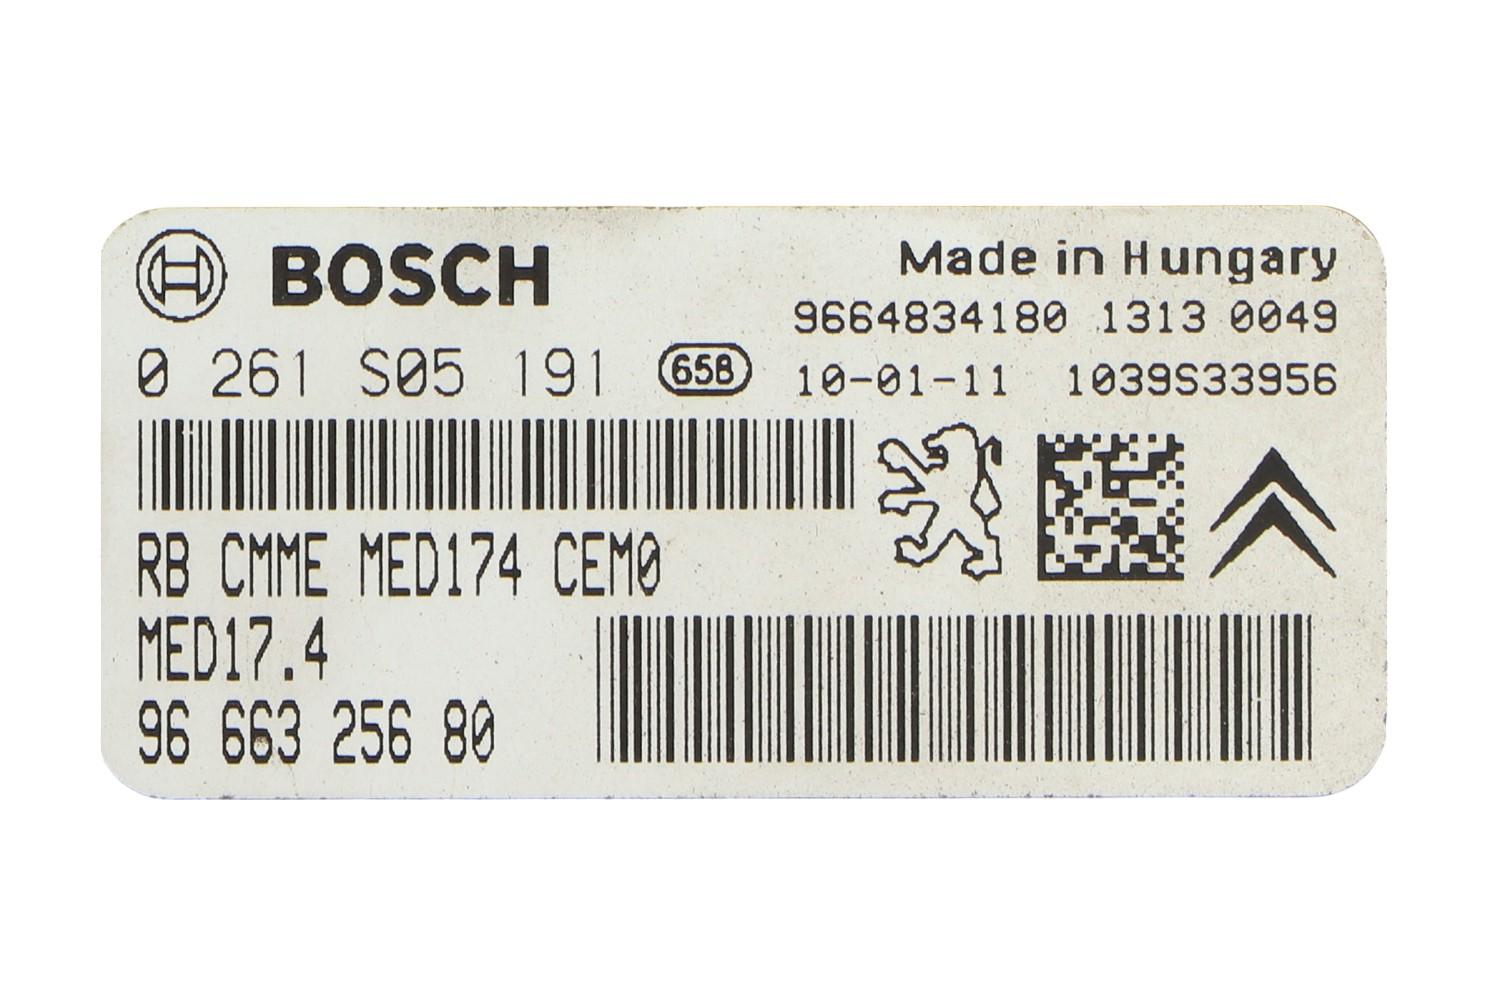 BOSCH
Made in Hungary
9664834180 1313 0049
0 261 S05 191 658 10-01-11 1039S33956
RB CMME MED174 CEM0
MED17.4
96 663 256 80